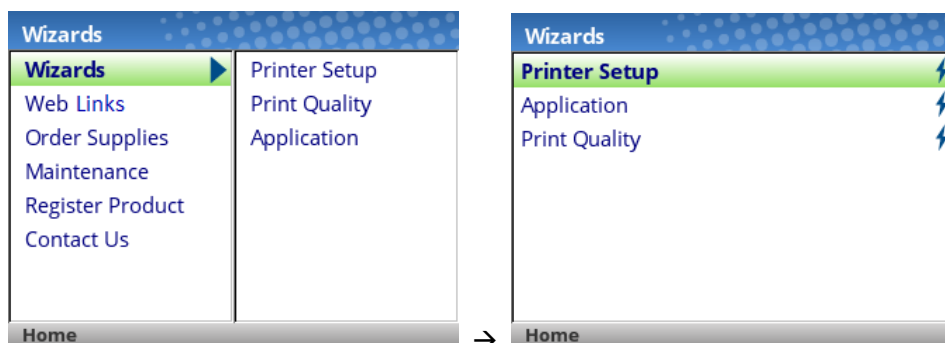 Wizards
Wizards
Web Links
Order Supplies
Maintenance
Register Product
Contact Us
Printer Setup
Print Quality
Application
Home
→
Wizards
Printer Setup
Application
Print Quality
Home